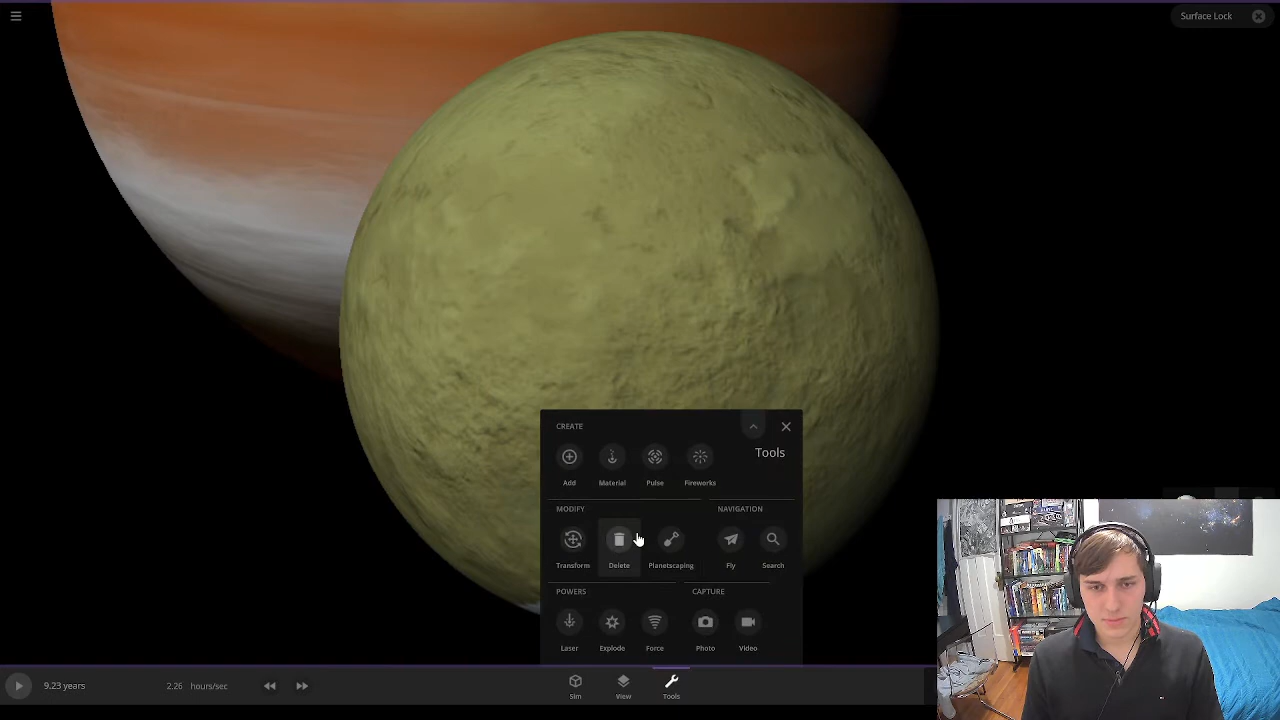 Surface Lock
CREATE
Tools
Add Material Pulse Fireworks
MODIFY NAVIGATION
Transform Delete Planetscaping Fly Search
POWERS CAPTURE
Laser Explode Force Photo Video
9.23 years 2.26 hours/sec
Sim View Tools